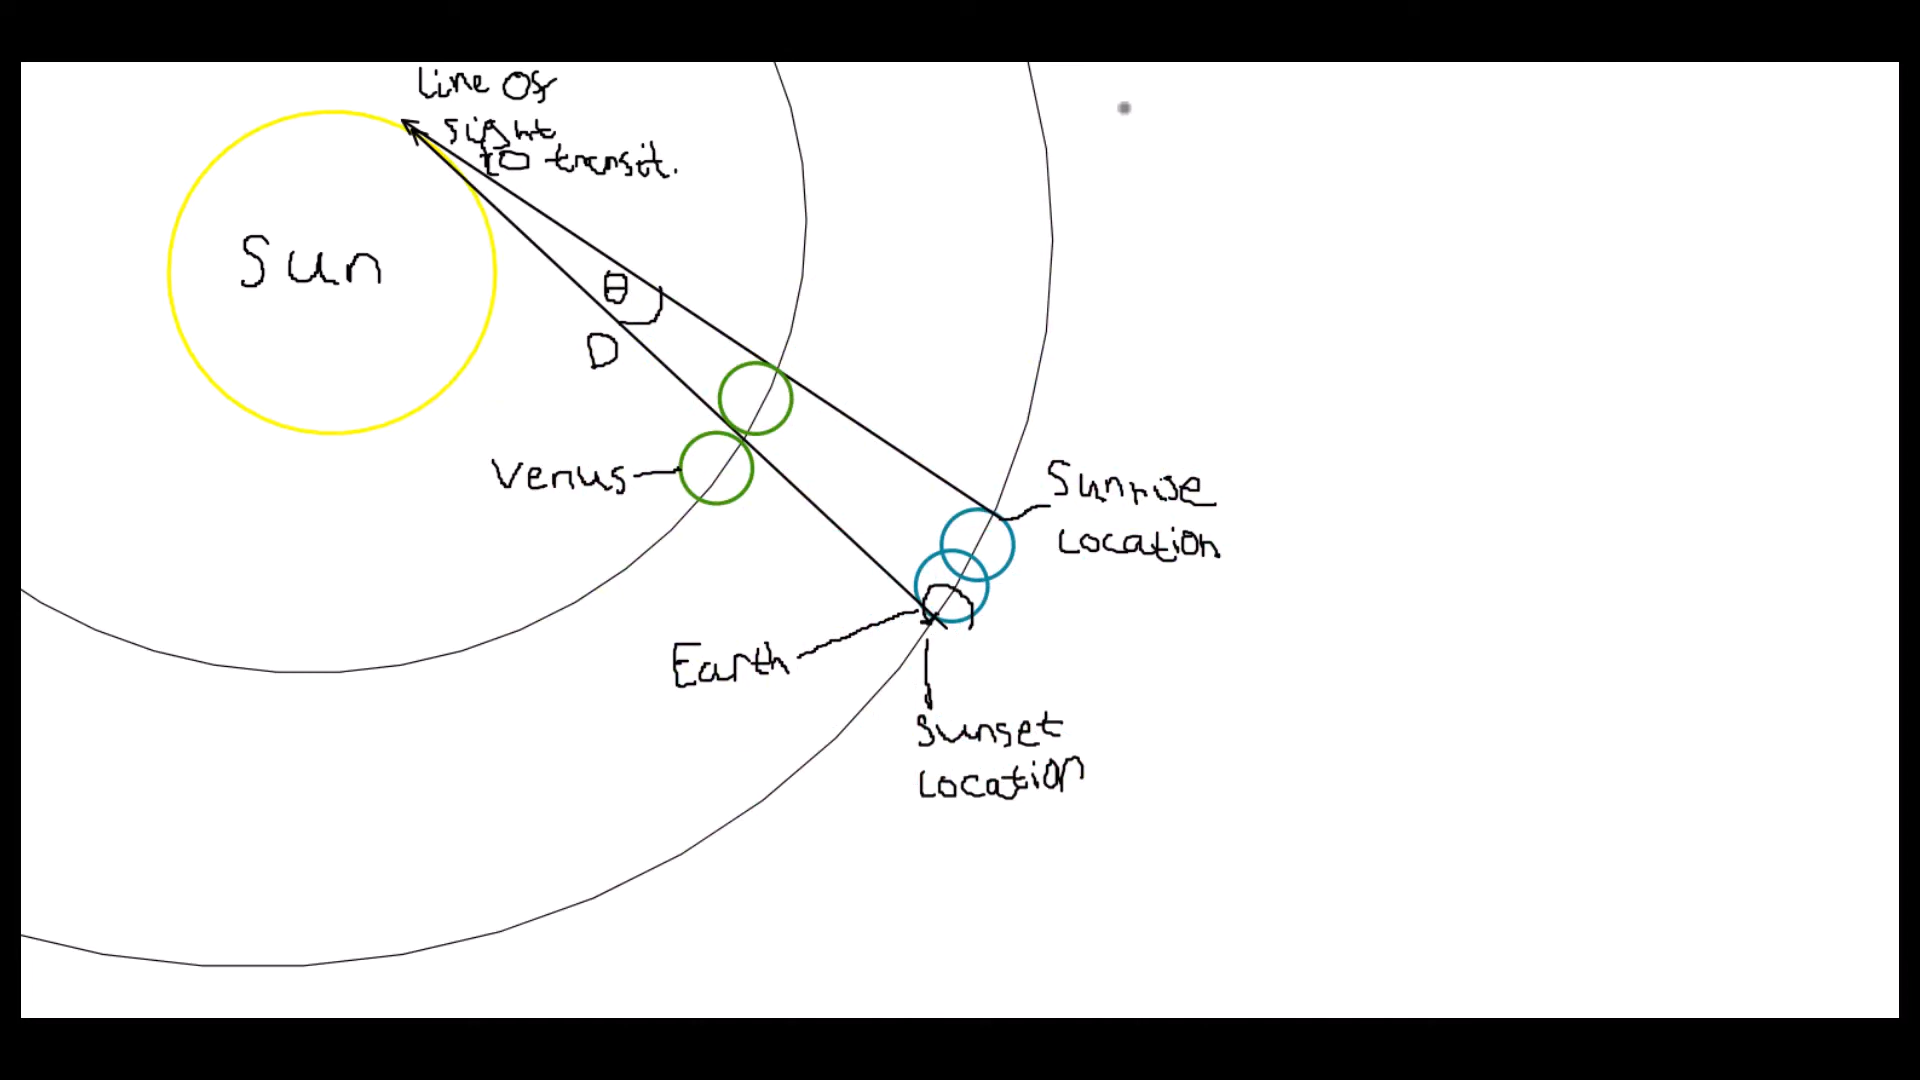 Line Of
sight
to transit.
Sun
θ
D
Venus
Sunrise
Location
Earth
Sunset
Location